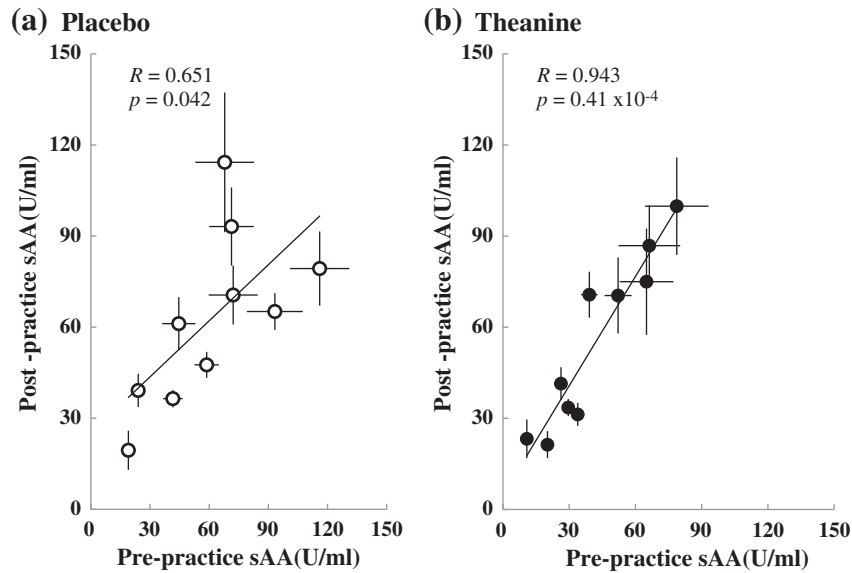 (a) Placebo
R = 0.651
p = 0.042
Post -practice sAA(U/ml)
150
120
90
60
30
0
0 30 60 90 120 150
Pre-practice sAA(U/ml)
(b) Theanine
R = 0.943
p = 0.41 x10-4
Post -practice sAA(U/ml)
150
120
90
60
30
0
0 30 60 90 120 150
Pre-practice sAA(U/ml)